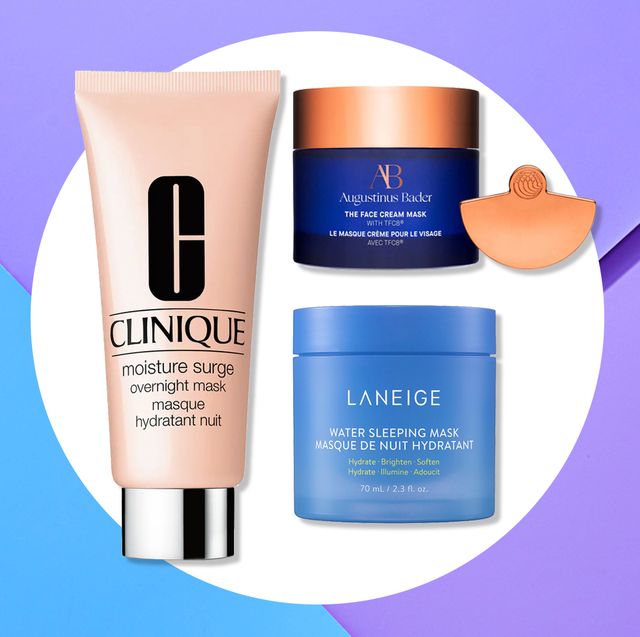 C
CLINIQUE
moisture surge
overnight mask
masque
hydratant nuit
AB
Augustinus Bader
THE FACE CREAM MASK
WITH TFC8®
LE MASQUE CRÈME POUR LE VISAGE
AVEC TFC8®
LANEIGE
WATER SLEEPING MASK
MASQUE DE NUIT HYDRATANT
Hydrate · Brighten · Soften
Hydrate · Illumine · Adoucit
70 mL / 2.3 fl. oz.